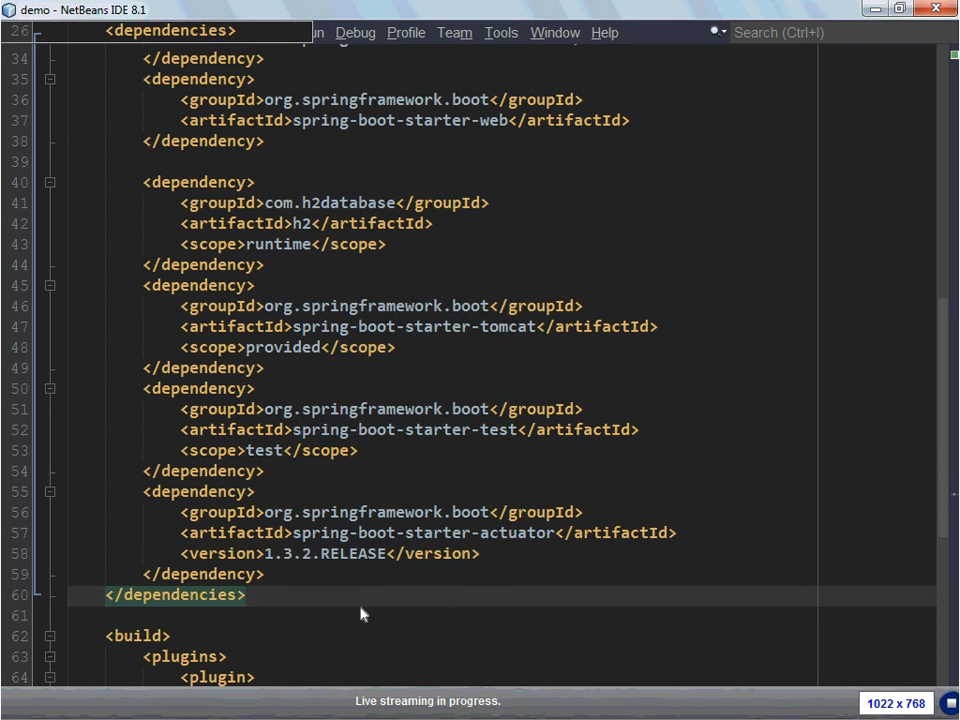 demo - NetBeans IDE 8.1
26 <dependencies>
Debug Profile Team Tools Window Help Search (Ctrl+I)
34 </dependency>
35 <dependency>
36 <groupId>org.springframework.boot</groupId>
37 <artifactId>spring-boot-starter-web</artifactId>
38 </dependency>
39
40 <dependency>
41 <groupId>com.h2database</groupId>
42 <artifactId>h2</artifactId>
43 <scope>runtime</scope>
44 </dependency>
45 <dependency>
46 <groupId>org.springframework.boot</groupId>
47 <artifactId>spring-boot-starter-tomcat</artifactId>
48 <scope>provided</scope>
49 </dependency>
50 <dependency>
51 <groupId>org.springframework.boot</groupId>
52 <artifactId>spring-boot-starter-test</artifactId>
53 <scope>test</scope>
54 </dependency>
55 <dependency>
56 <groupId>org.springframework.boot</groupId>
57 <artifactId>spring-boot-starter-actuator</artifactId>
58 <version>1.3.2.RELEASE</version>
59 </dependency>
60 </dependencies>
61
62 <build>
63 <plugins>
64 <plugin>
Live streaming in progress.
1022 x 768